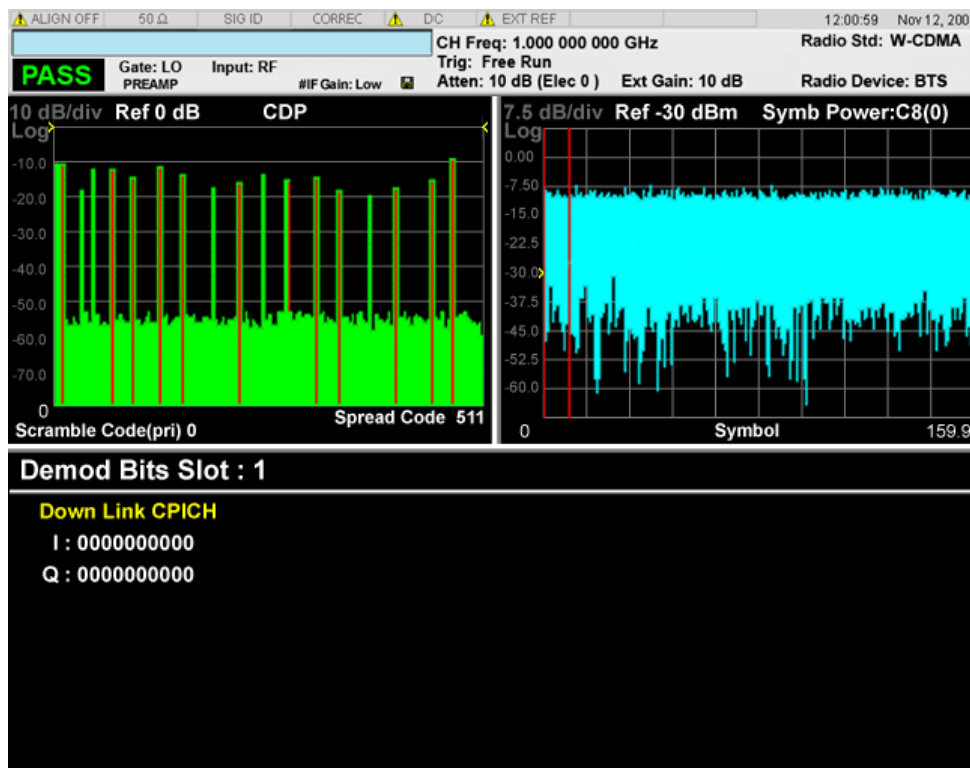 ALIGN OFF 50 Ω SIG ID CORREC DC EXT REF 12:00:59 Nov 12, 200
CH Freq: 1.000 000 000 GHz Radio Std: W-CDMA
PASS Gate: LO Input: RF Trig: Free Run
PREAMP #IF Gain: Low Atten: 10 dB (Elec 0 ) Ext Gain: 10 dB Radio Device: BTS
10 dB/div Ref 0 dB CDP
Log
-10.0
-20.0
-30.0
-40.0
-50.0
-60.0
-70.0
0 Spread Code 511
Scramble Code(pri) 0
7.5 dB/div Ref -30 dBm Symb Power:C8(0)
Log
0.00
-7.50
-15.0
-22.5
-30.0
-37.5
-45.0
-52.5
-60.0
0 Symbol 159.9
Demod Bits Slot : 1
Down Link CPICH
I : 0000000000
Q : 0000000000